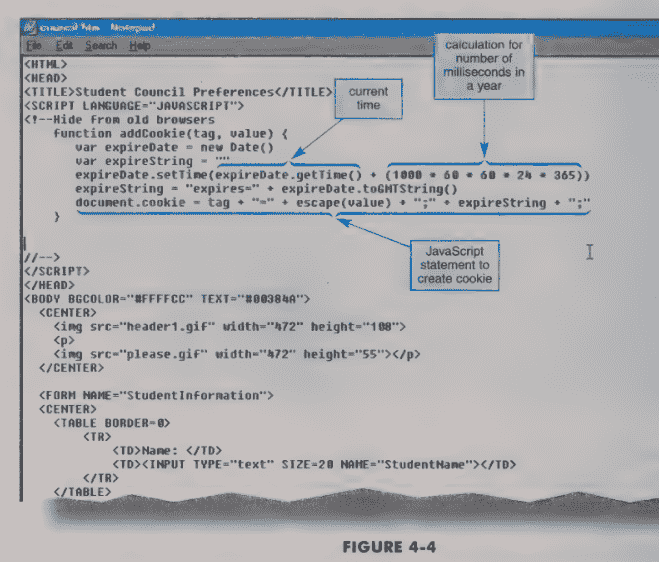 council.htm - Notepad
File Edit Search Help
<HTML>
<HEAD>
<TITLE>Student Council Preferences</TITLE>
<SCRIPT LANGUAGE="JAVASCRIPT">
<!--Hide from old browsers
function addCookie(tag, value) {
var expireDate = new Date()
var expireString = ""
expireDate.setTime(expireDate.getTime() + (1000 * 60 * 60 * 24 * 365))
expireString = "expires=" + expireDate.toGMTString()
document.cookie = tag + "=" + escape(value) + ";" + expireString + ";"
}
//-->
</SCRIPT>
</HEAD>
<BODY BGCOLOR="#FFFFCC" TEXT="#00384A">
<CENTER>
<img src="header1.gif" width="472" height="108">
<p>
<img src="please.gif" width="472" height="55"></p>
</CENTER>
<FORM NAME="StudentInformation">
<CENTER>
<TABLE BORDER=0>
<TR>
<TD>Name: </TD>
<TD><INPUT TYPE="text" SIZE=20 NAME="StudentName"></TD>
</TR>
</TABLE>
current
time
calculation for
number of
milliseconds in
a year
JavaScript
statement to
create cookie
FIGURE 4-4